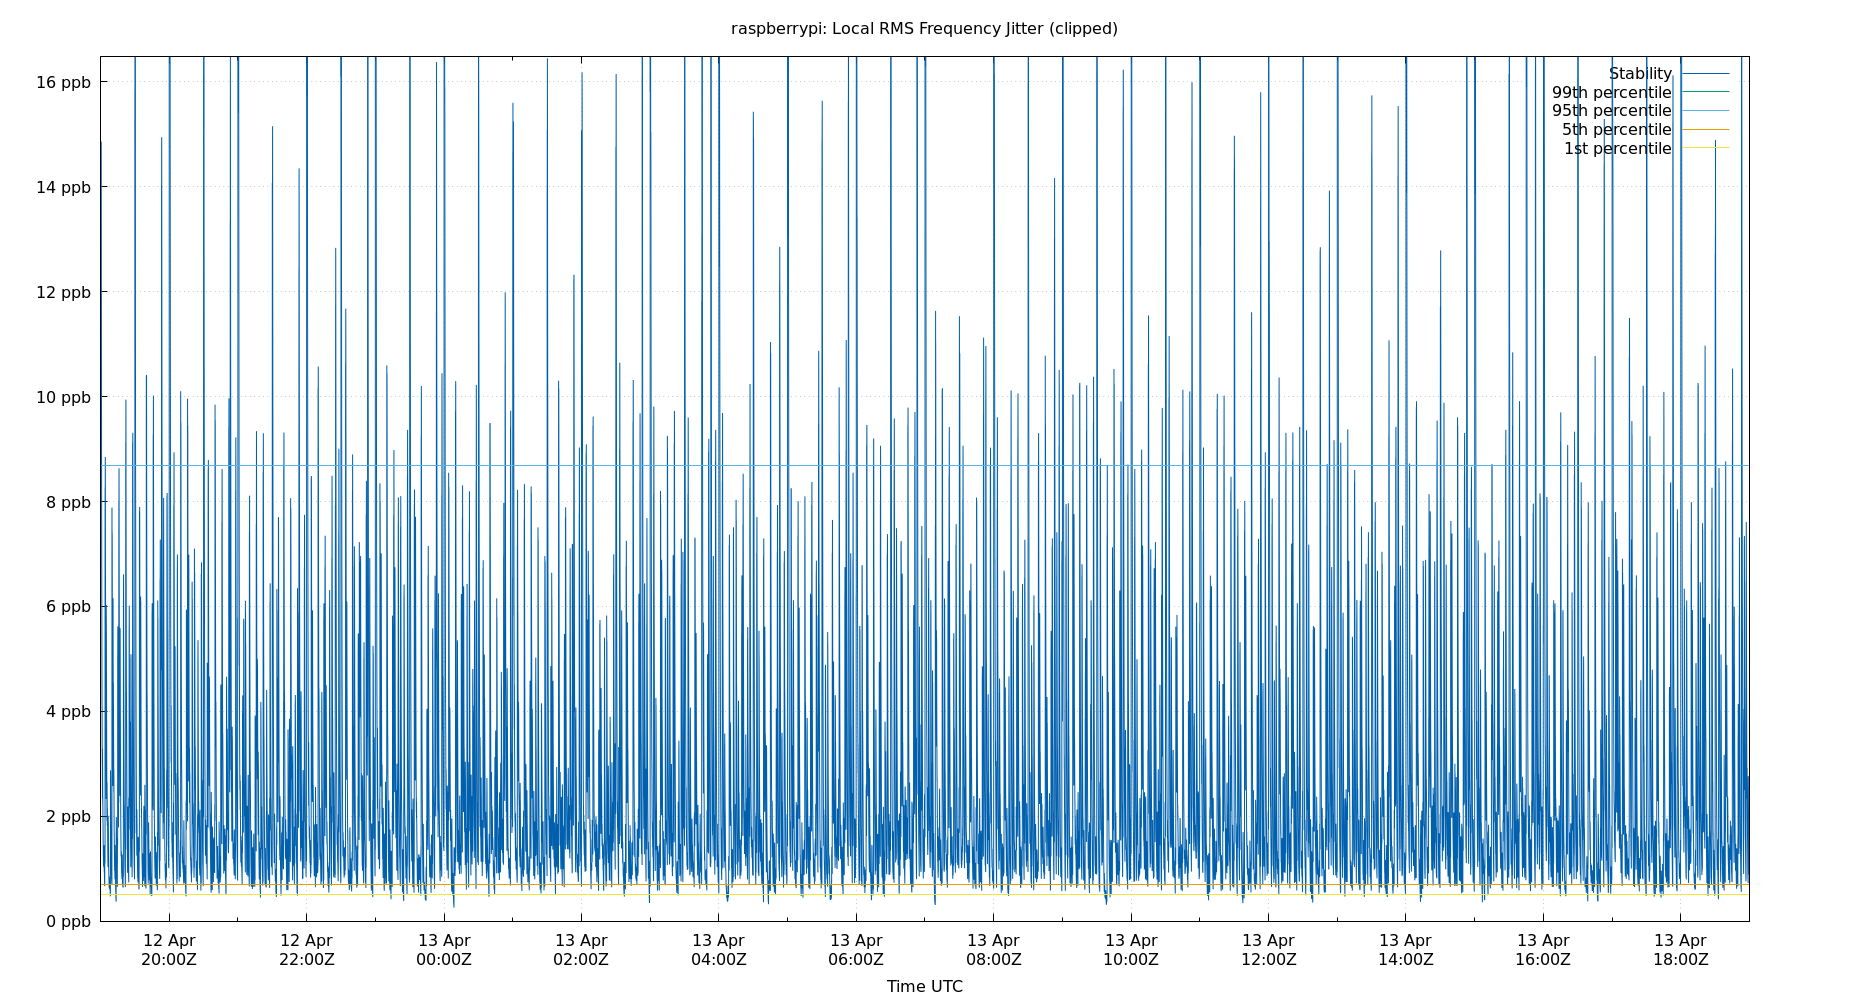 raspberrypi: Local RMS Frequency Jitter (clipped)
16 ppb
14 ppb
12 ppb
10 ppb
8 ppb
6 ppb
4 ppb
2 ppb
0 ppb
Stability
99th percentile
95th percentile
5th percentile
1st percentile
12 Apr
20:00Z
12 Apr
22:00Z
13 Apr
00:00Z
13 Apr
02:00Z
13 Apr
04:00Z
13 Apr
06:00Z
13 Apr
08:00Z
13 Apr
10:00Z
13 Apr
12:00Z
13 Apr
14:00Z
13 Apr
16:00Z
13 Apr
18:00Z
Time UTC